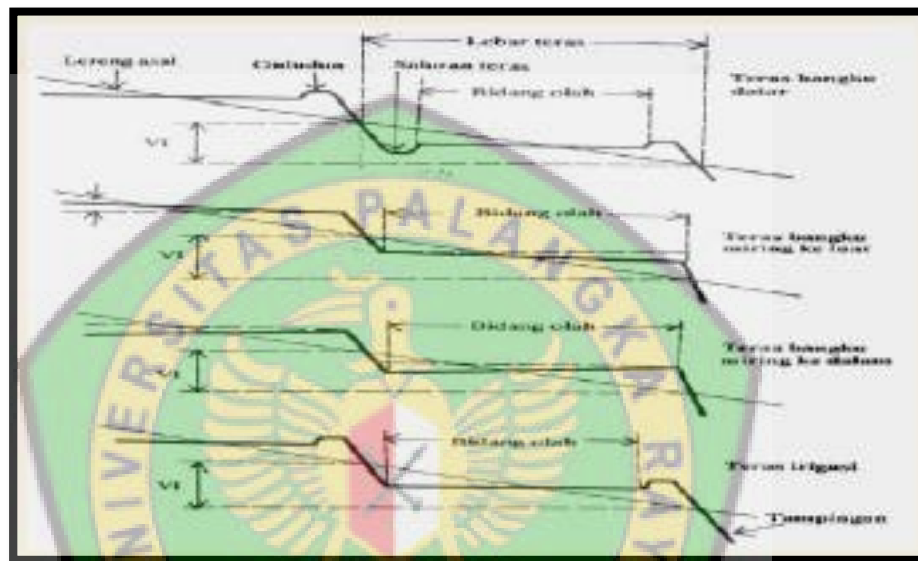 Lebar teras
Lereng asal
Guludan
Saluran teras
Bidang olah
Teras bangku
datar
VI
Bidang olah
Teras bangku
miring ke luar
VI
Bidang olah
Teras bangku
miring ke dalam
VI
Bidang olah
Teras irigasi
VI
Tampingan
UNIVERSITAS PALANGKA RAY